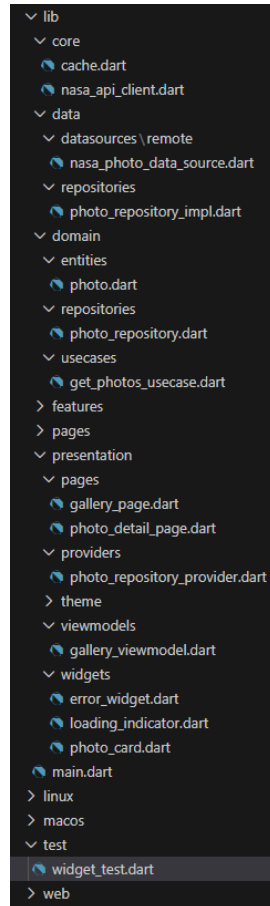 lib
core
cache.dart
nasa_api_client.dart
data
datasources\remote
nasa_photo_data_source.dart
repositories
photo_repository_impl.dart
domain
entities
photo.dart
repositories
photo_repository.dart
usecases
get_photos_usecase.dart
features
pages
presentation
pages
gallery_page.dart
photo_detail_page.dart
providers
photo_repository_provider.dart
theme
viewmodels
gallery_viewmodel.dart
widgets
error_widget.dart
loading_indicator.dart
photo_card.dart
main.dart
linux
macos
test
widget_test.dart
web